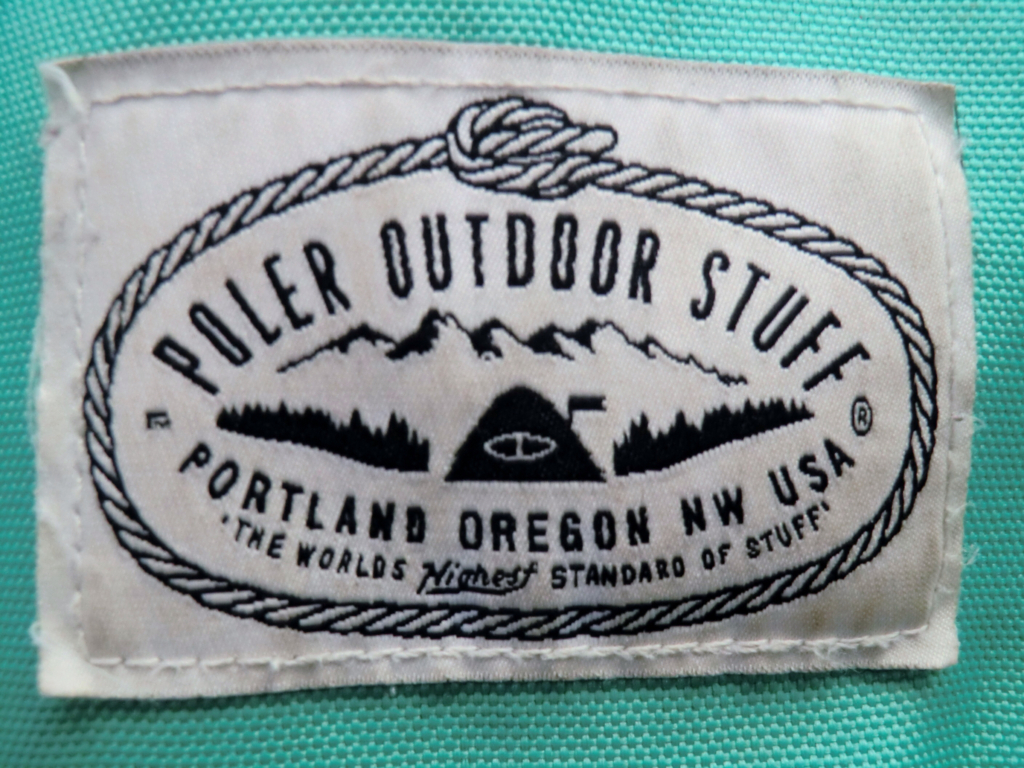 POLER OUTDOOR STUFF
®
PORTLAND OREGON NW USA
"THE WORLDS Highest STANDARD OF STUFF"